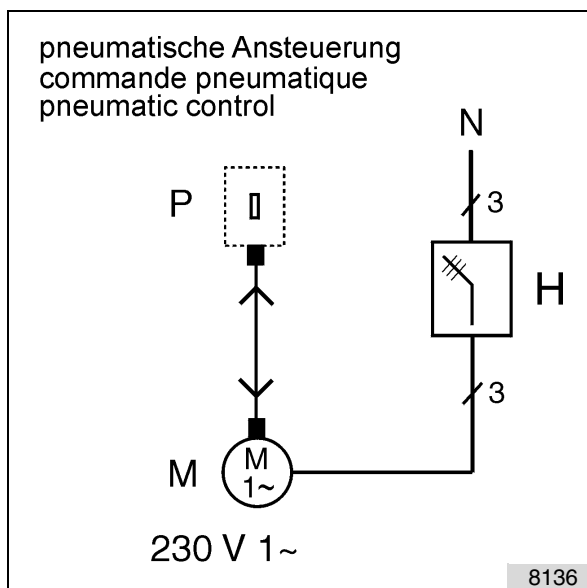 pneumatische Ansteuerung
commande pneumatique
pneumatic control
N
P
3
H
3
M
M
1~
230 V 1~
8136